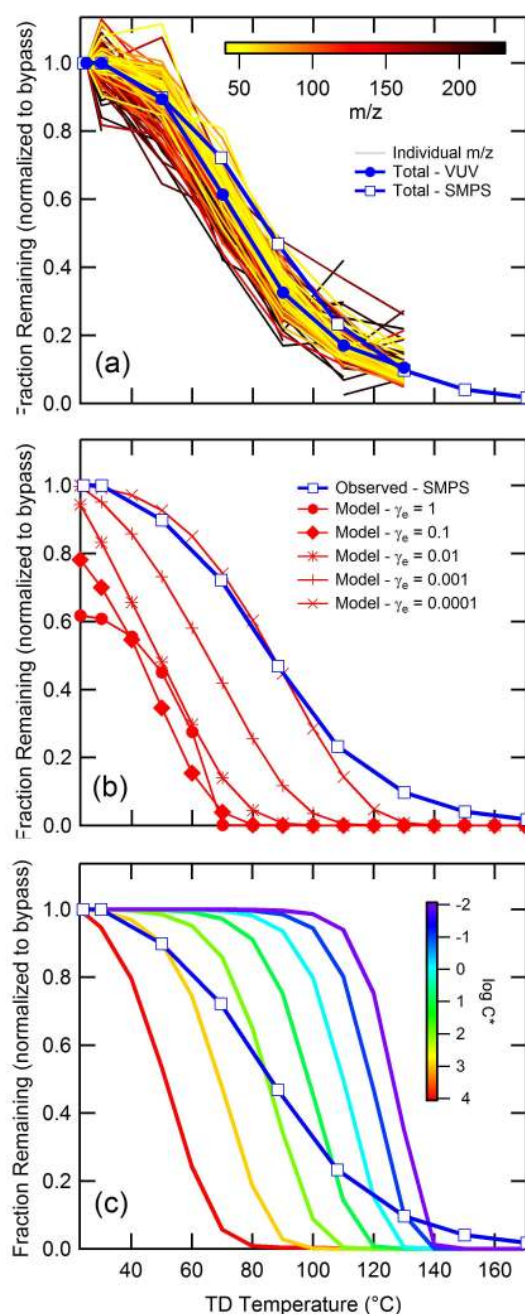 1.0
0.8
0.6
0.4
0.2
0.0
Fraction Remaining (normalized to bypass)
50 100 150 200
m/z
Individual m/z
Total - VUV
Total - SMPS
(a)
1.0
0.8
0.6
0.4
0.2
0.0
Fraction Remaining (normalized to bypass)
Observed - SMPS
Model - γe = 1
Model - γe = 0.1
Model - γe = 0.01
Model - γe = 0.001
Model - γe = 0.0001
(b)
1.0
0.8
0.6
0.4
0.2
0.0
Fraction Remaining (normalized to bypass)
-2
-1
0
1
2
3
4
log C*
(c)
40 60 80 100 120 140 160
TD Temperature (°C)